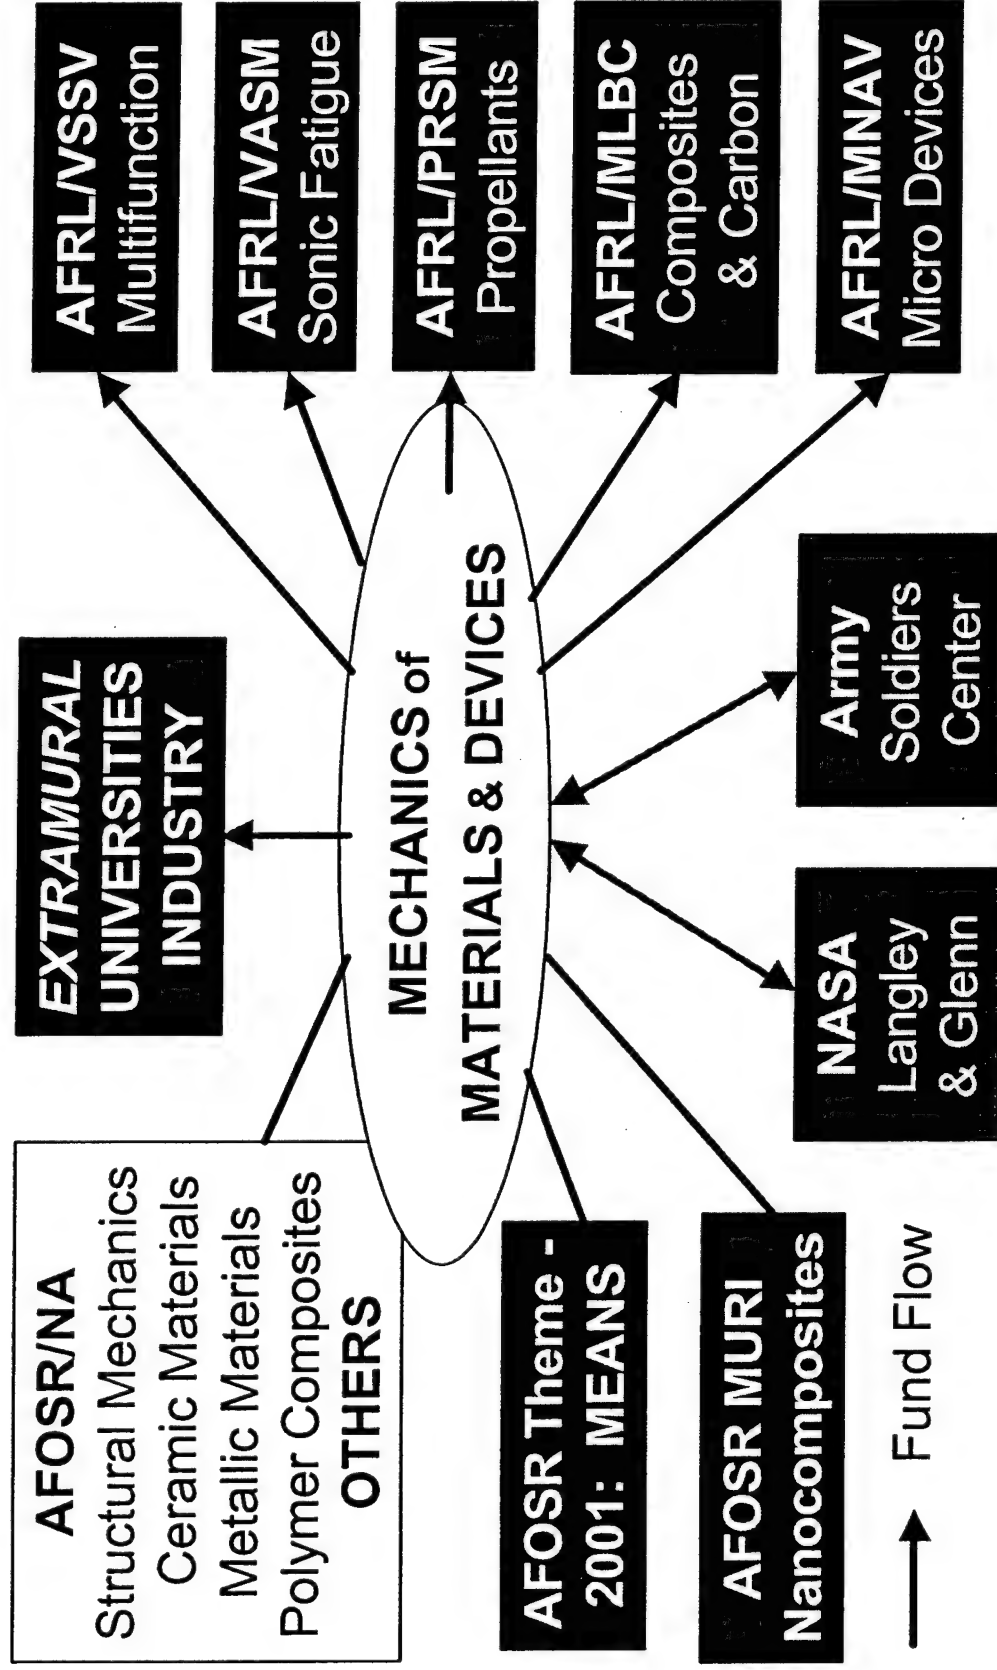 AFOSR/NA
Structural Mechanics
Ceramic Materials
Metallic Materials
Polymer Composites
OTHERS
EXTRAMURAL
UNIVERSITIES
INDUSTRY
AFRL/VSSV
Multifunction
AFRL/VASM
Sonic Fatigue
AFRL/PRSM
Propellants
AFRL/MLBC
Composites
& Carbon
AFRL/MNAV
Micro Devices
MECHANICS of
MATERIALS & DEVICES
AFOSR Theme -
2001: MEANS
AFOSR MURI
Nanocomposites
NASA
Langley
& Glenn
Army
Soldiers
Center
Fund Flow